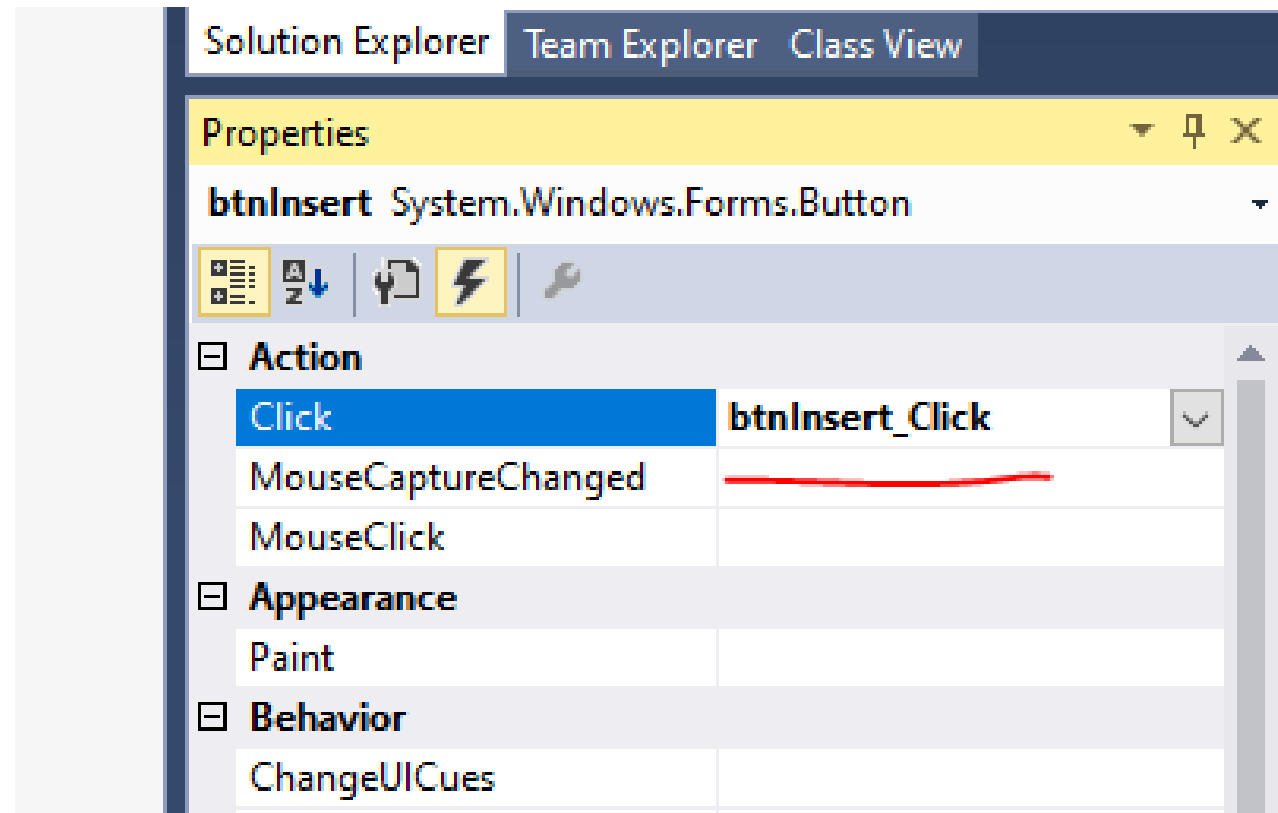 Solution Explorer Team Explorer Class View
Properties
btnInsert System.Windows.Forms.Button
Action
Click btnInsert_Click
MouseCaptureChanged
MouseClick
Appearance
Paint
Behavior
ChangeUICues